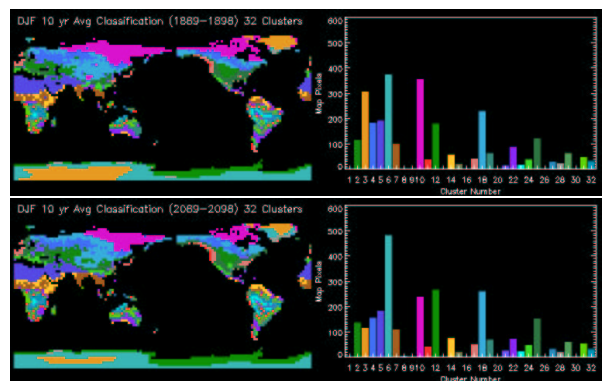 DJF 10 yr Avg Classification (1889−1898) 32 Clusters
600
500
400
300
200
100
0
Map Pixels
1 2 3 4 5 6 7 8 9 10 12 14 16 18 20 22 24 26 28 30 32
Cluster Number
DJF 10 yr Avg Classification (2089−2098) 32 Clusters
600
500
400
300
200
100
0
Map Pixels
1 2 3 4 5 6 7 8 9 10 12 14 16 18 20 22 24 26 28 30 32
Cluster Number